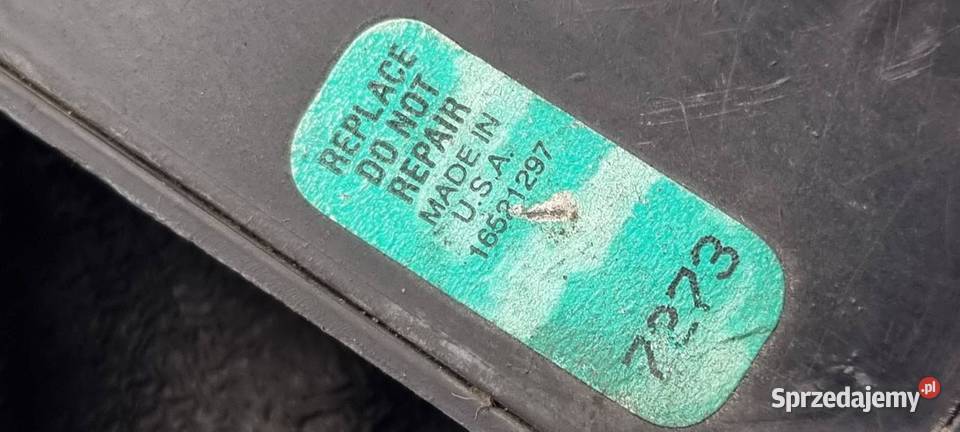 REPLACE
DO NOT
REPAIR
MADE IN
U.S.A.
16521297
7273
Sprzedajemy.pl